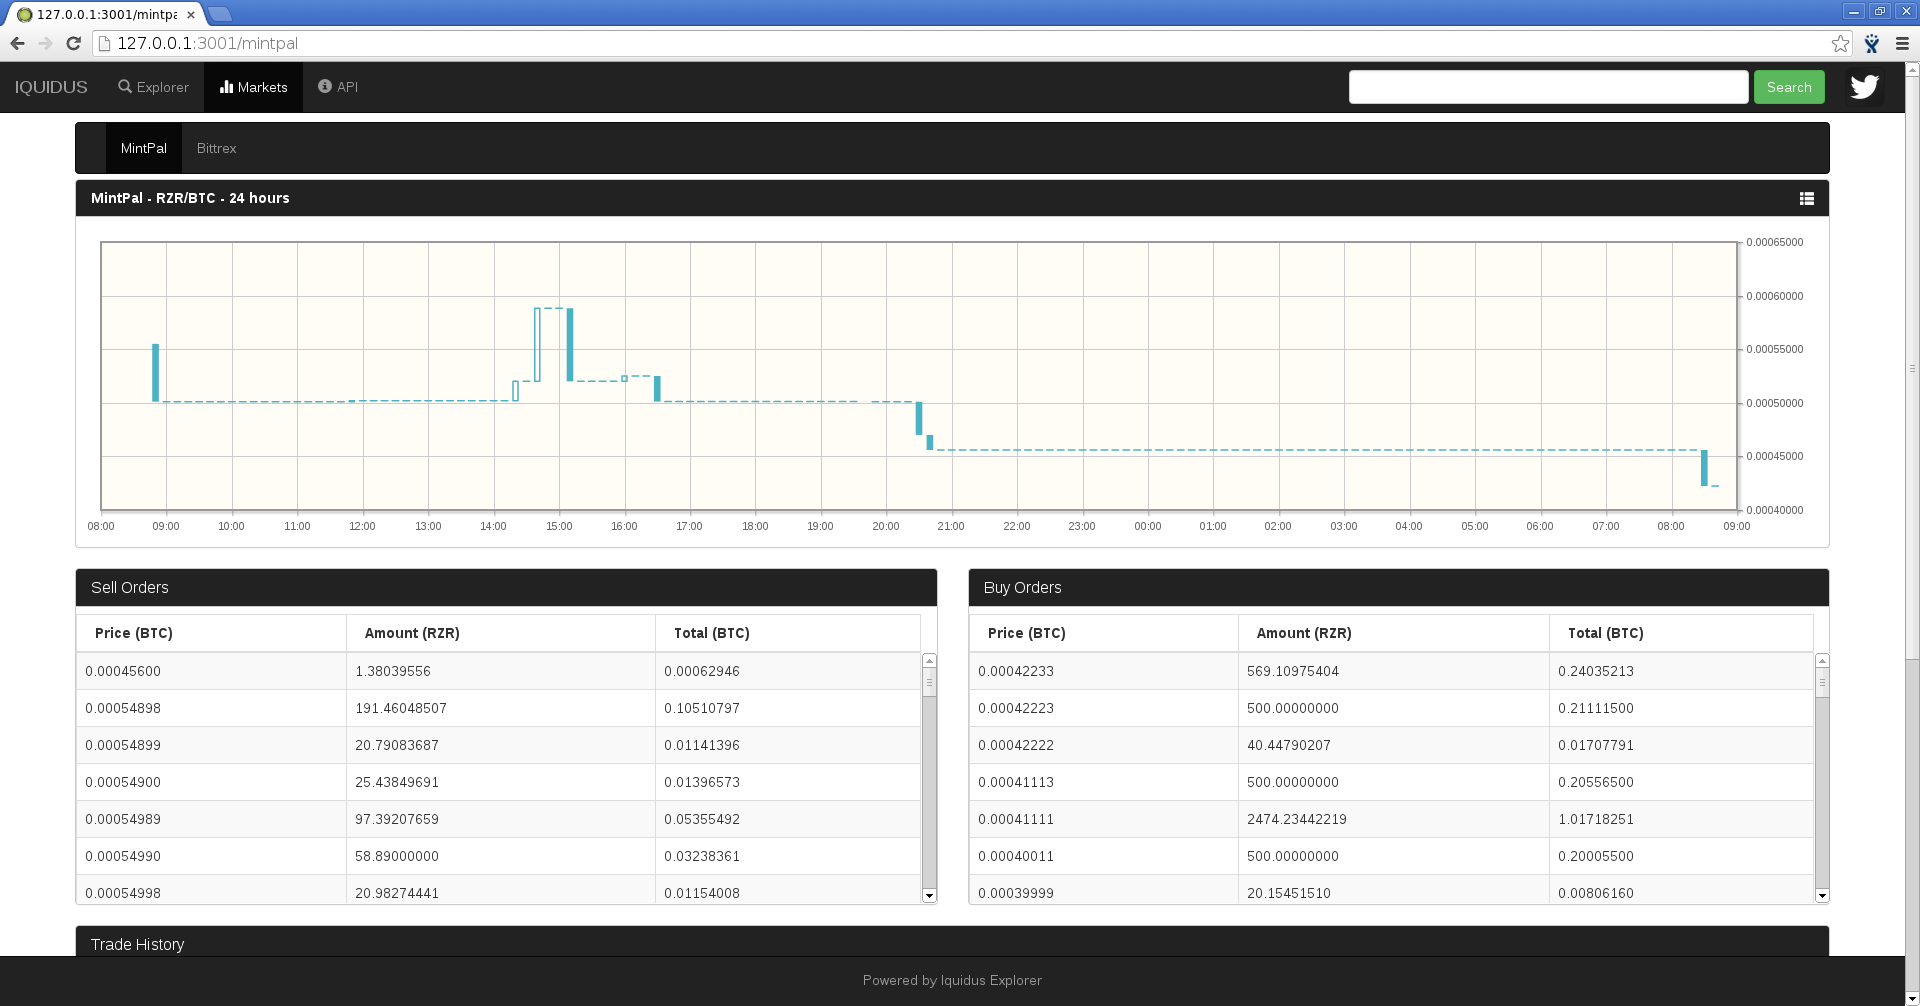 127.0.0.1:3001/mintpa
127.0.0.1:3001/mintpal
IQUIDUS Explorer Markets API Search
MintPal Bittrex
MintPal - RZR/BTC - 24 hours
0.00065000
0.00060000
0.00055000
0.00050000
0.00045000
0.00040000
08:00 09:00 10:00 11:00 12:00 13:00 14:00 15:00 16:00 17:00 18:00 19:00 20:00 21:00 22:00 23:00 00:00 01:00 02:00 03:00 04:00 05:00 06:00 07:00 08:00 09:00
Sell Orders
Price (BTC) Amount (RZR) Total (BTC)
0.00045600 1.38039556 0.00062946
0.00054898 191.46048507 0.10510797
0.00054899 20.79083687 0.01141396
0.00054900 25.43849691 0.01396573
0.00054989 97.39207659 0.05355492
0.00054990 58.89000000 0.03238361
0.00054998 20.98274441 0.01154008
Buy Orders
Price (BTC) Amount (RZR) Total (BTC)
0.00042233 569.10975404 0.24035213
0.00042223 500.00000000 0.21111500
0.00042222 40.44790207 0.01707791
0.00041113 500.00000000 0.20556500
0.00041111 2474.23442219 1.01718251
0.00040011 500.00000000 0.20005500
0.00039999 20.15451510 0.00806160
Trade History
Powered by Iquidus Explorer